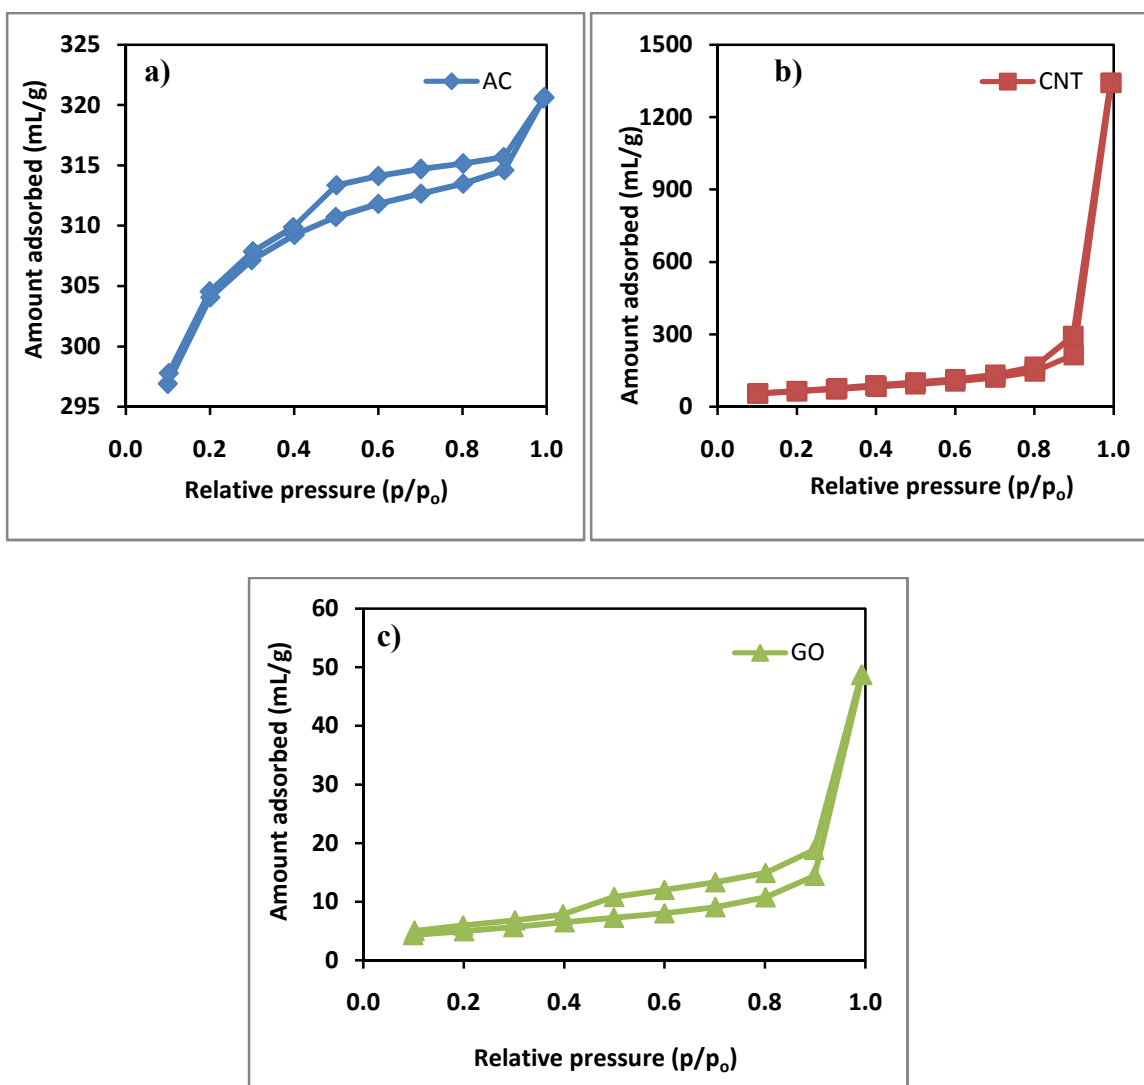 a)
AC
Amount adsorbed (mL/g)
325
320
315
310
305
300
295
0.0 0.2 0.4 0.6 0.8 1.0
Relative pressure (p/pₒ)
b)
CNT
Amount adsorbed (mL/g)
1500
1200
900
600
300
0
0.0 0.2 0.4 0.6 0.8 1.0
Relative pressure (p/pₒ)
c)
GO
Amount adsorbed (mL/g)
60
50
40
30
20
10
0
0.0 0.2 0.4 0.6 0.8 1.0
Relative pressure (p/pₒ)